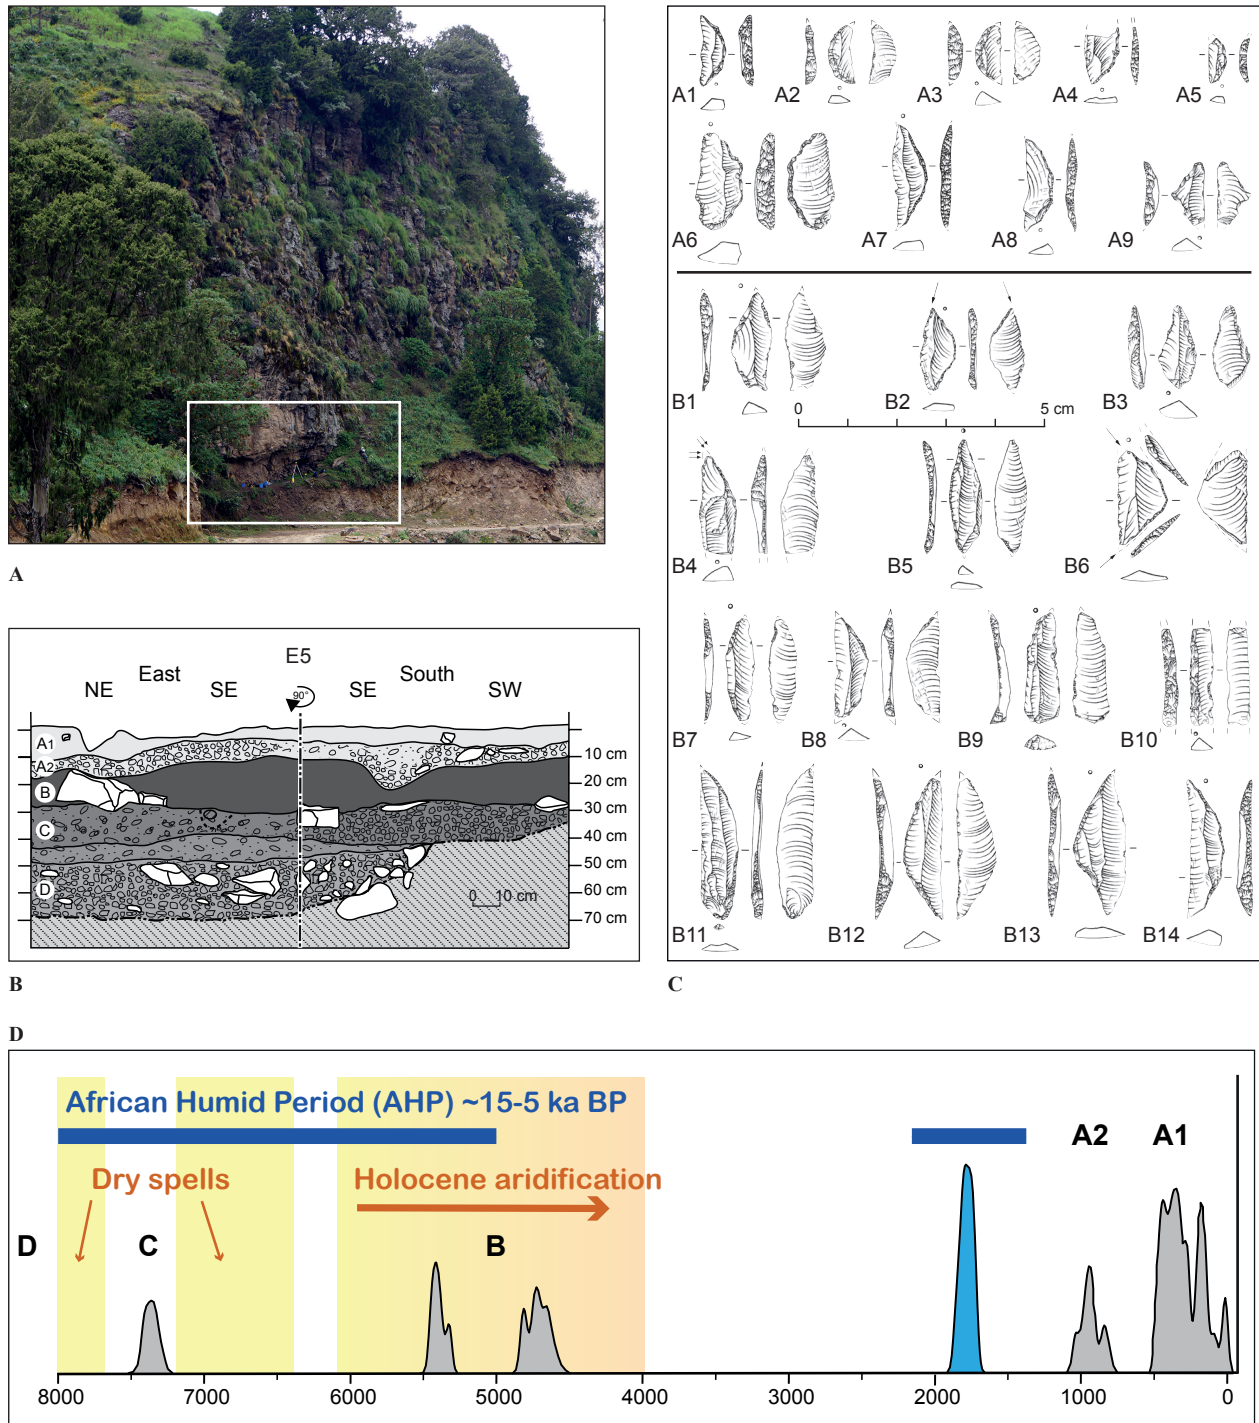 A
E5
90°
East
South
NE
SE
SE
SW
A1
A2
B
C
D
10 cm
20 cm
30 cm
40 cm
50 cm
60 cm
70 cm
0 10 cm
B
A1
A2
A3
A4
A5
A6
A7
A8
A9
B1
B2
B3
0
5 cm
B4
B5
B6
B7
B8
B9
B10
B11
B12
B13
B14
C
D
African Humid Period (AHP) ~15-5 ka BP
A2
A1
Dry spells
Holocene aridification
D
C
B
8000
7000
6000
5000
4000
3000
2000
1000
0